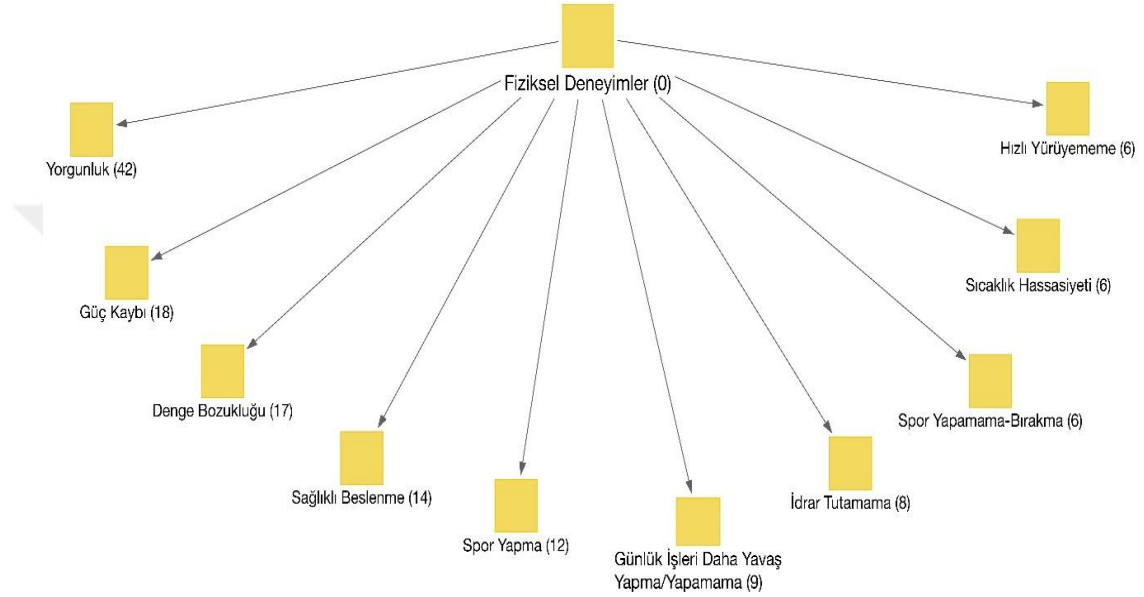 Fiziksel Deneyimler (0)
Yorgunluk (42)
Hızlı Yürüyememe (6)
Güç Kaybı (18)
Sıcaklık Hassasiyeti (6)
Denge Bozukluğu (17)
Spor Yapamama-Bırakma (6)
Sağlıklı Beslenme (14)
İdrar Tutamama (8)
Spor Yapma (12)
Günlük İşleri Daha Yavaş
Yapma/Yapamama (9)